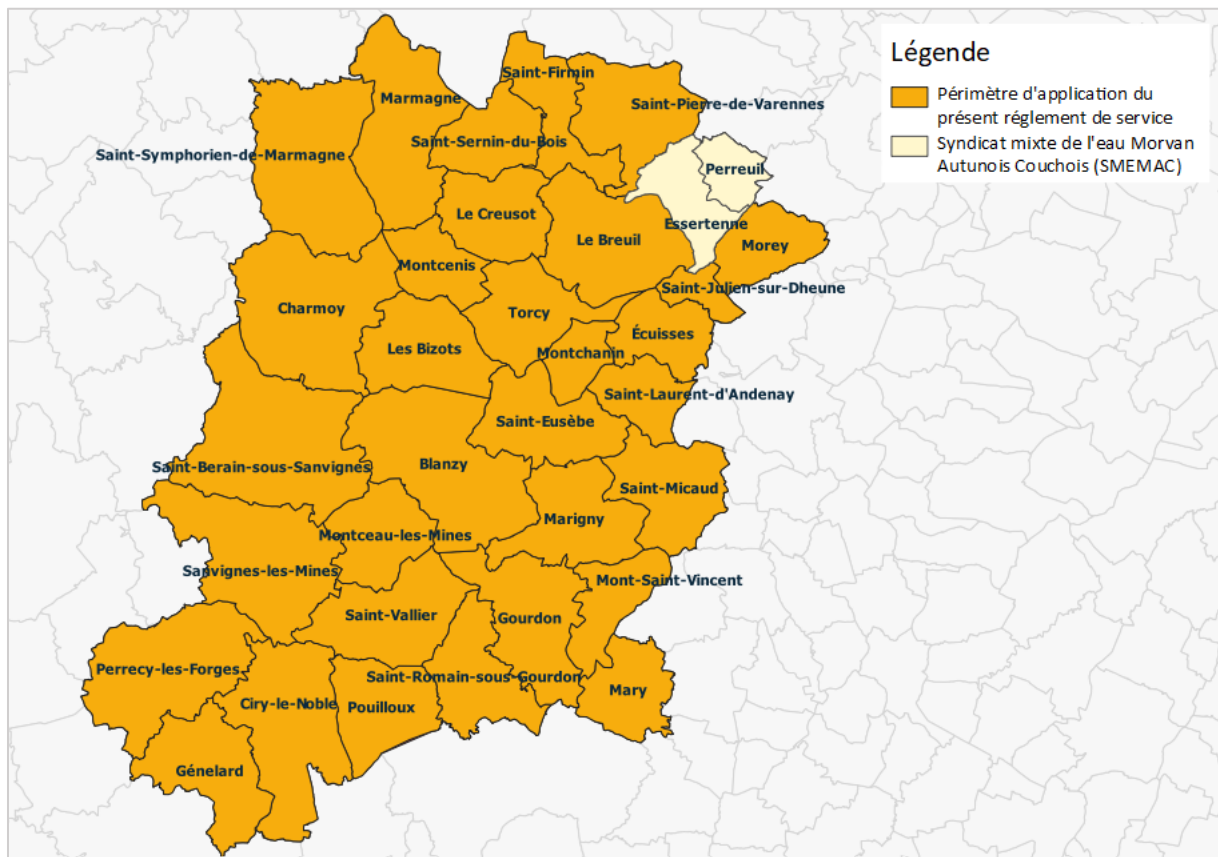 Légende
Périmètre d'application du
présent réglement de service
Syndicat mixte de l'eau Morvan
Autunois Couchois (SMEMAC)
Saint-Firmin
Marmagne
Saint-Pierre-de-Varennes
Saint-Sernin-du-Bois
Saint-Symphorien-de-Marmagne
Perreuil
Le Creusot
Essertenne
Le Breuil
Morey
Montcenis
Saint-Julien-sur-Dheune
Charmoy
Torcy
Écuisses
Les Bizots
Montchanin
Saint-Laurent-d'Andenay
Saint-Eusèbe
Saint-Berain-sous-Sanvignes
Blanzy
Saint-Micaud
Marigny
Montceau-les-Mines
Sanvignes-les-Mines
Mont-Saint-Vincent
Saint-Vallier
Gourdon
Perrecy-les-Forges
Saint-Romain-sous-Gourdon
Mary
Ciry-le-Noble
Pouilloux
Génelard